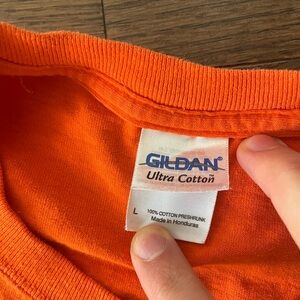 GILDAN®
Ultra Cotton
L
100% COTTON PRESHRUNK
Made in Honduras